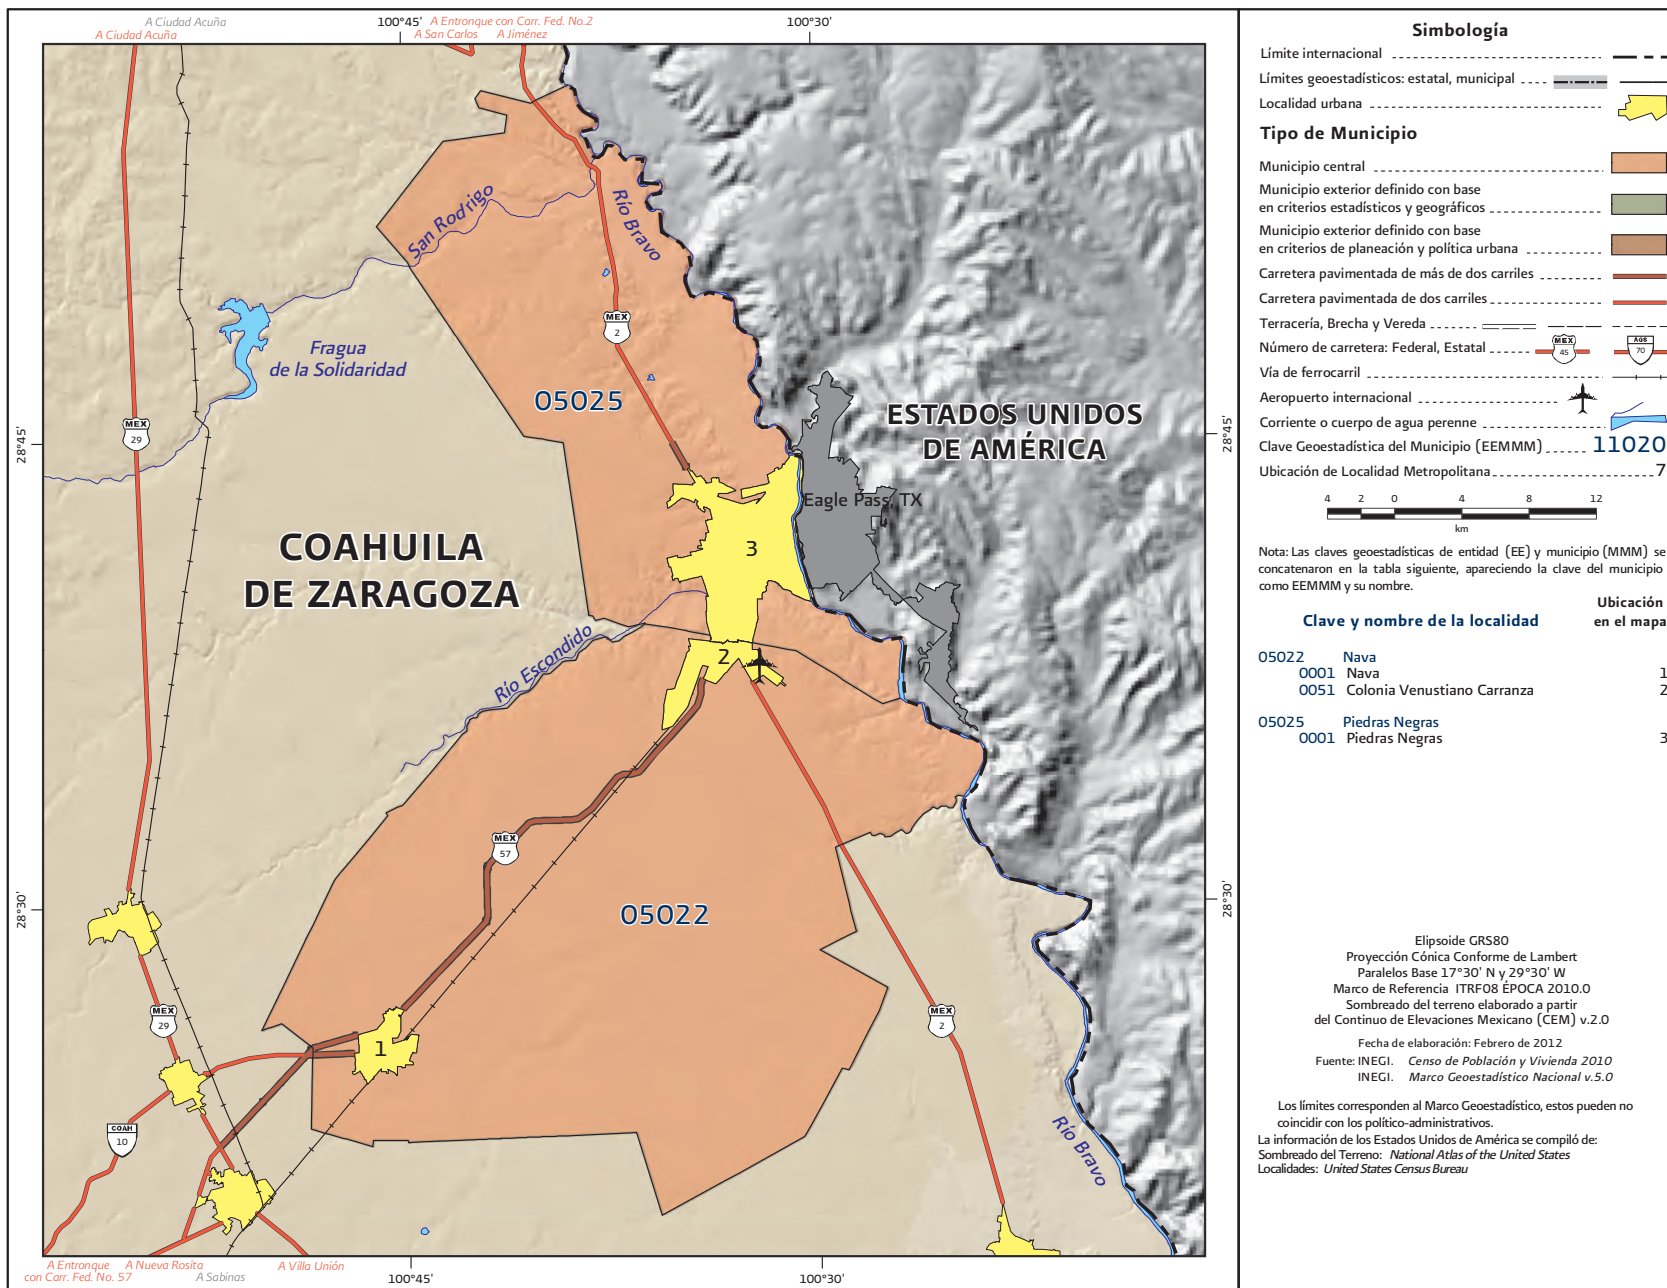 A Ciudad Acuña
A Ciudad Acuña
100°45'
A Entronque con Carr. Fed. No.2
A San Carlos A Jiménez
100°30'
San Rodrigo
Río Bravo
MEX
2
Fragua
de la Solidaridad
05025
ESTADOS UNIDOS
DE AMÉRICA
MEX
29
28°45'
28°45'
Eagle Pass, TX
COAHUILA
DE ZARAGOZA
3
Río Escondido
2
MEX
57
05022
28°30'
28°30'
MEX
29
MEX
2
1
COAH
10
Río Bravo
A Entronque
con Carr. Fed. No. 57
A Nueva Rosita
A Sabinas
A Villa Unión
100°45'
100°30'
Simbología
Límite internacional
Límites geoestadísticos: estatal, municipal
Localidad urbana
Tipo de Municipio
Municipio central
Municipio exterior definido con base
en criterios estadísticos y geográficos
Municipio exterior definido con base
en criterios de planeación y política urbana
Carretera pavimentada de más de dos carriles
Carretera pavimentada de dos carriles
Terracería, Brecha y Vereda
Número de carretera: Federal, Estatal MEX 45 AGS 70
Vía de ferrocarril
Aeropuerto internacional
Corriente o cuerpo de agua perenne
Clave Geoestadística del Municipio (EEMMM) 11020
Ubicación de Localidad Metropolitana 7
4 2 0 4 8 12
km
Nota: Las claves geoestadísticas de entidad (EE) y municipio (MMM) se
concatenaron en la tabla siguiente, apareciendo la clave del municipio
como EEMMM y su nombre.
Ubicación
Clave y nombre de la localidad en el mapa
05022 Nava
0001 Nava 1
0051 Colonia Venustiano Carranza 2
05025 Piedras Negras
0001 Piedras Negras 3
Elipsoide GRS80
Proyección Cónica Conforme de Lambert
Paralelos Base 17°30' N y 29°30' W
Marco de Referencia ITRF08 ÉPOCA 2010.0
Sombreado del terreno elaborado a partir
del Continuo de Elevaciones Mexicano (CEM) v.2.0
Fecha de elaboración: Febrero de 2012
Fuente: INEGI. Censo de Población y Vivienda 2010
INEGI. Marco Geoestadístico Nacional v.5.0
Los límites corresponden al Marco Geoestadístico, estos pueden no
coincidir con los político-administrativos.
La información de los Estados Unidos de América se compiló de:
Sombreado del Terreno: National Atlas of the United States
Localidades: United States Census Bureau